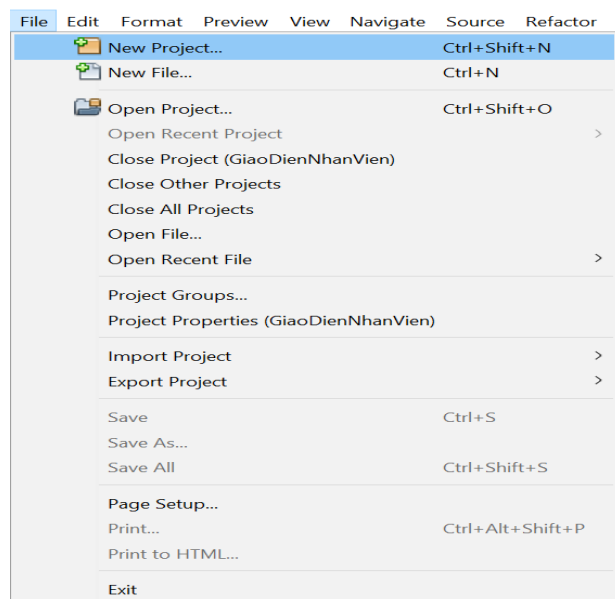 File Edit Format Preview View Navigate Source Refactor
New Project... Ctrl+Shift+N
New File... Ctrl+N
Open Project... Ctrl+Shift+O
Open Recent Project
Close Project (GiaoDienNhanVien)
Close Other Projects
Close All Projects
Open File...
Open Recent File
Project Groups...
Project Properties (GiaoDienNhanVien)
Import Project
Export Project
Save Ctrl+S
Save As...
Save All Ctrl+Shift+S
Page Setup...
Print... Ctrl+Alt+Shift+P
Print to HTML...
Exit